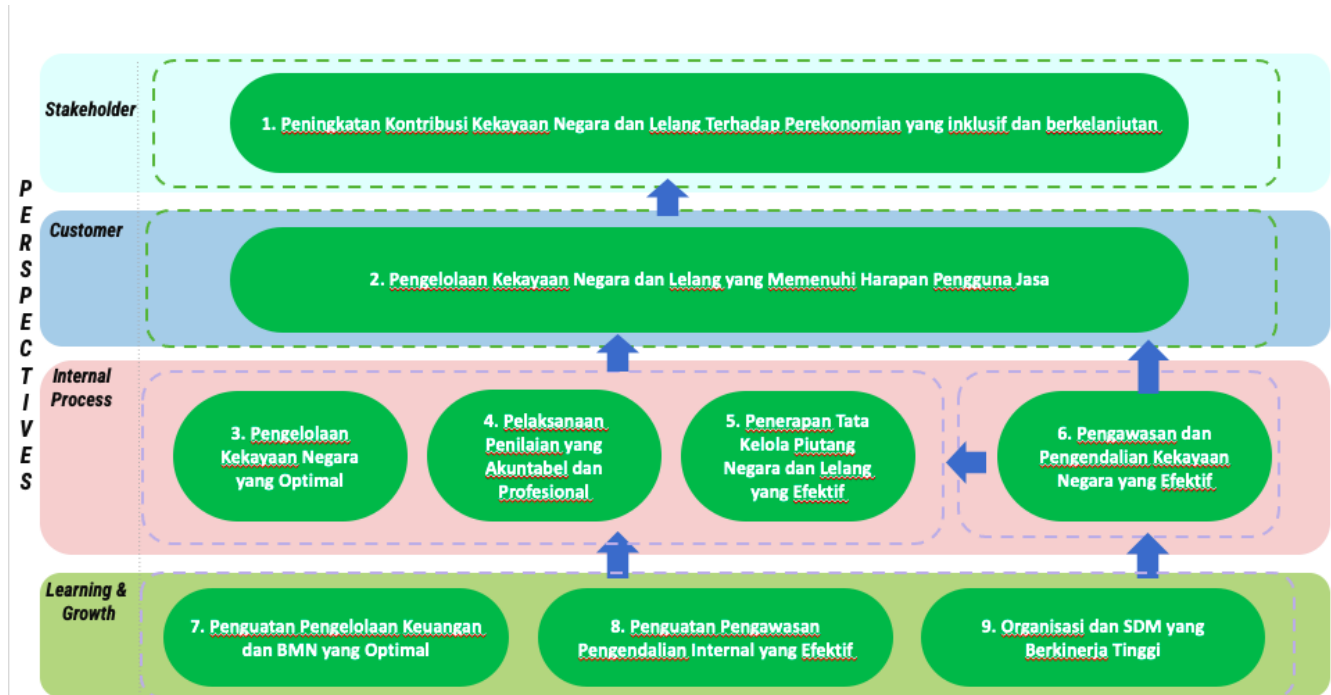 PERSPECTIVES
Stakeholder
1. Peningkatan Kontribusi Kekayaan Negara dan Lelang Terhadap Perekonomian yang inklusif dan berkelanjutan
Customer
2. Pengelolaan Kekayaan Negara dan Lelang yang Memenuhi Harapan Pengguna Jasa
Internal
Process
3. Pengelolaan
Kekayaan Negara
yang Optimal
4. Pelaksanaan
Penilaian yang
Akuntabel dan
Profesional
5. Penerapan Tata
Kelola Piutang
Negara dan Lelang
yang Efektif
6. Pengawasan dan
Pengendalian Kekayaan
Negara yang Efektif
Learning &
Growth
7. Penguatan Pengelolaan Keuangan
dan BMN yang Optimal
8. Penguatan Pengawasan
Pengendalian Internal yang Efektif
9. Organisasi dan SDM yang
Berkinerja Tinggi